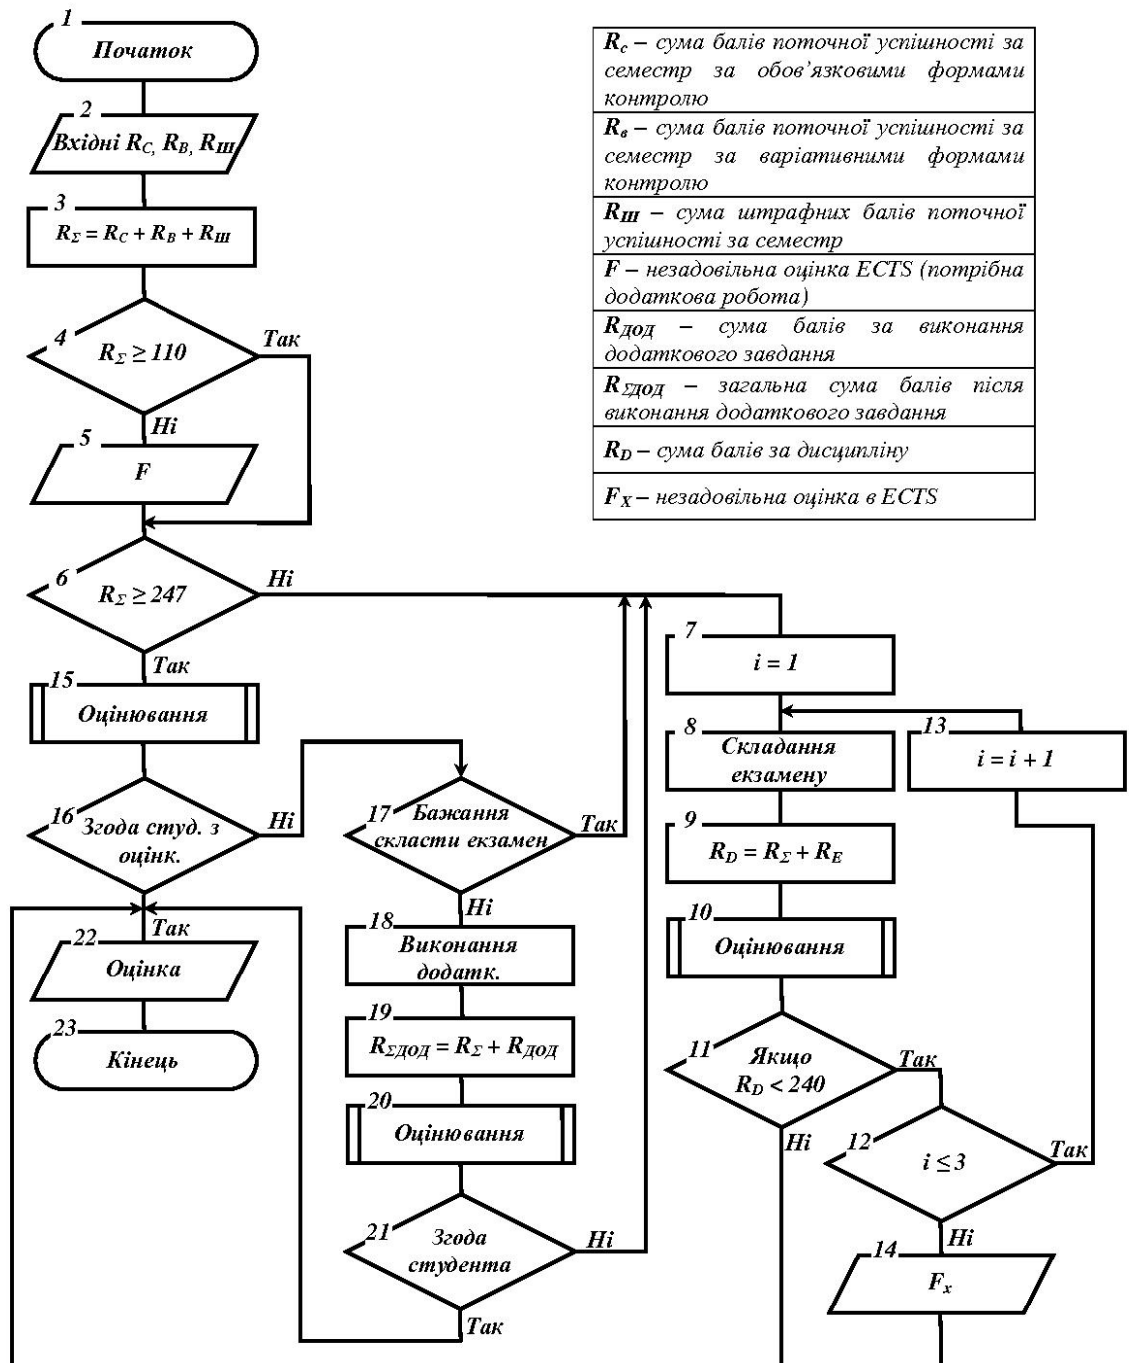 1
Початок
2
Вхідні R_C, R_B, R_Ш
3
R_Σ = R_C + R_B + R_Ш
4
R_Σ ≥ 110
Так
Ні
5
F
6
R_Σ ≥ 247
Ні
Так
15
Оцінювання
16
Згода студ. з
оцінк.
Ні
Так
22
Оцінка
23
Кінець
17
Бажання
скласти екзамен
Так
Ні
18
Виконання
додатк.
19
R_ΣДОД = R_Σ + R_ДОД
20
Оцінювання
21
Згода
студента
Ні
Так
7
i = 1
8
Складання
екзамену
13
i = i + 1
9
R_D = R_Σ + R_E
10
Оцінювання
11
Якщо
R_D < 240
Так
Ні
12
i ≤ 3
Так
Ні
14
F_x
R_c – сума балів поточної успішності за
семестр за обов’язковими формами
контролю
R_в – сума балів поточної успішності за
семестр за варіативними формами
контролю
R_Ш – сума штрафних балів поточної
успішності за семестр
F – незадовільна оцінка ECTS (потрібна
додаткова робота)
R_ДОД – сума балів за виконання
додаткового завдання
R_ΣДОД – загальна сума балів після
виконання додаткового завдання
R_D – сума балів за дисципліну
F_X – незадовільна оцінка в ECTS